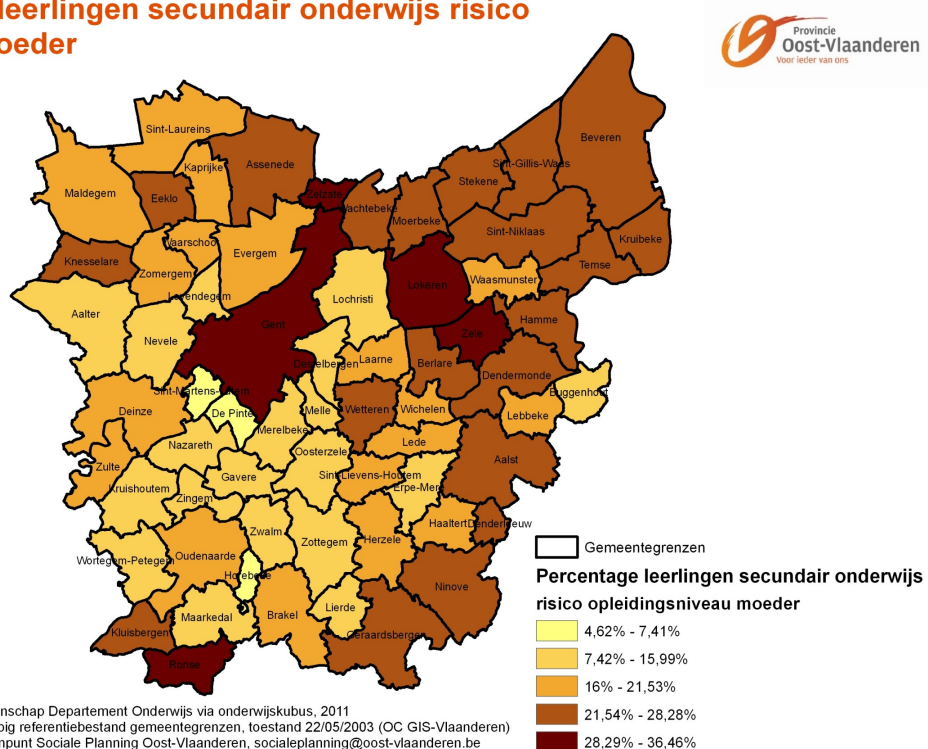 leerlingen secundair onderwijs risico
oeder
Provincie
Oost-Vlaanderen
Voor ieder van ons
Beveren
Sint-Laureins
Kaprijke
Assenede
Sint-Gillis-Waas
Stekene
Maldegem
Eeklo
Zelzate
Wachtebeke
Moerbeke
Sint-Niklaas
Kruibeke
Knesselare
Waarschoot
Evergem
Zomergem
Temse
Waasmunster
Lokeren
Lovendegem
Lochristi
Aalter
Hamme
Gent
Zele
Nevele
Destelbergen
Laarne
Berlare
Dendermonde
Sint-Martens-Latem
Buggenhout
De Pinte
Melle
Wetteren
Wichelen
Lebbeke
Deinze
Merelbeke
Nazareth
Lede
Oosterzele
Aalst
Zulte
Gavere
Sint-Lievens-Houtem
Kruishoutem
Erpe-Mere
Zingem
Haaltert
Denderleeuw
Zwalm
Zottegem
Herzele
Oudenaarde
Wortegem-Petegem
Horebeke
Ninove
Lierde
Maarkedal
Brakel
Kluisbergen
Geraardsbergen
Ronse
Gemeentegrenzen
Percentage leerlingen secundair onderwijs
risico opleidingsniveau moeder
4,62% - 7,41%
7,42% - 15,99%
16% - 21,53%
21,54% - 28,28%
28,29% - 36,46%
nschap Departement Onderwijs via onderwijskubus, 2011
oig referentiebestand gemeentegrenzen, toestand 22/05/2003 (OC GIS-Vlaanderen)
npunt Sociale Planning Oost-Vlaanderen, socialeplanning@oost-vlaanderen.be